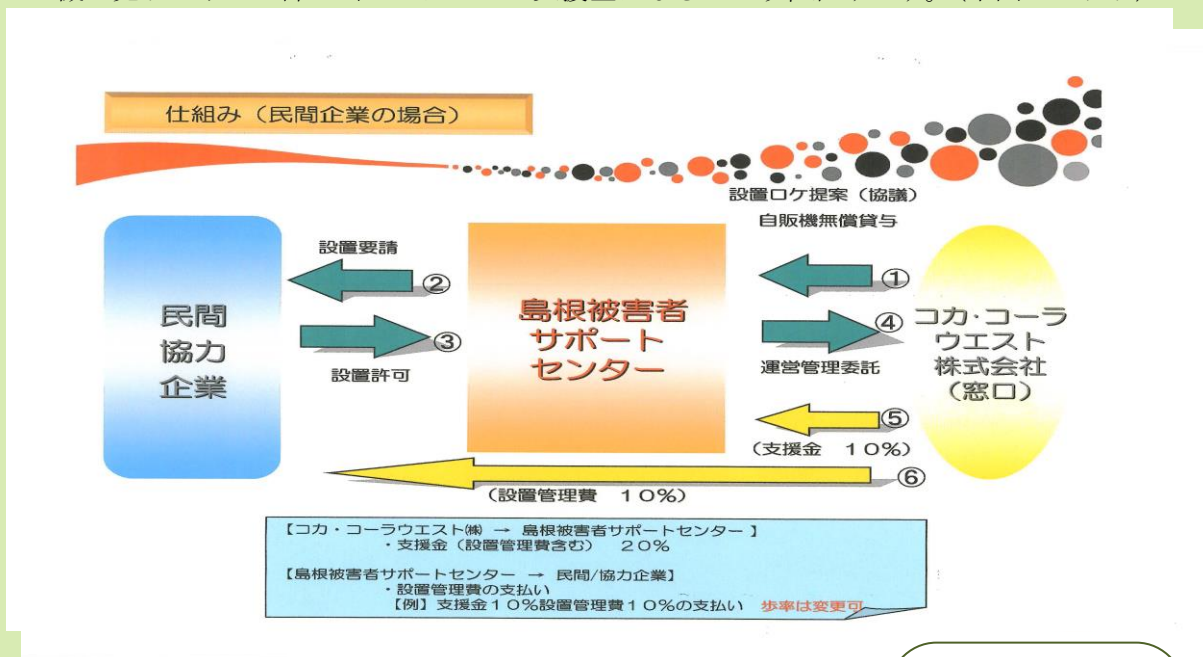 仕組み（民間企業の場合）
設置ロケ提案（協議）
自販機無償貸与
設置要請
②
①
民間
協力
企業
島根被害者
サポート
センター
コカ・コーラ
ウエスト
株式会社
（窓口）
③
④
設置許可
運営管理委託
⑤
（支援金　１０％）
⑥
（設置管理費　１０％）
【コカ・コーラウエスト㈱ → 島根被害者サポートセンター 】
・支援金（設置管理費含む）　２０％
【島根被害者サポートセンター → 民間/協力企業】
・設置管理費の支払い
【例】支援金１０％設置管理費１０％の支払い　歩率は変更可